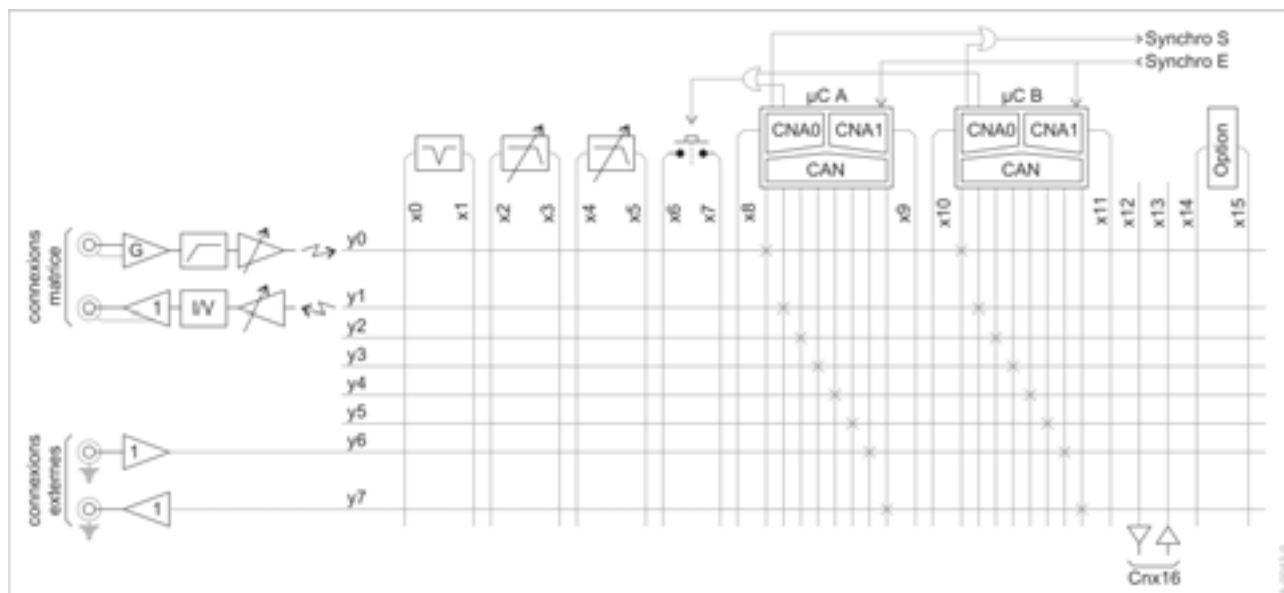 Synchro S
Synchro E
µC A
µC B
CNA0
CNA1
CNA0
CNA1
CAN
CAN
Option
x0
x1
x2
x3
x4
x5
x6
x7
x8
x9
x10
x11
x12
x13
x14
x15
connexions
matrice
G
y0
1
I/V
y1
y2
y3
y4
y5
connexions
externes
1
y6
1
y7
Cnx16